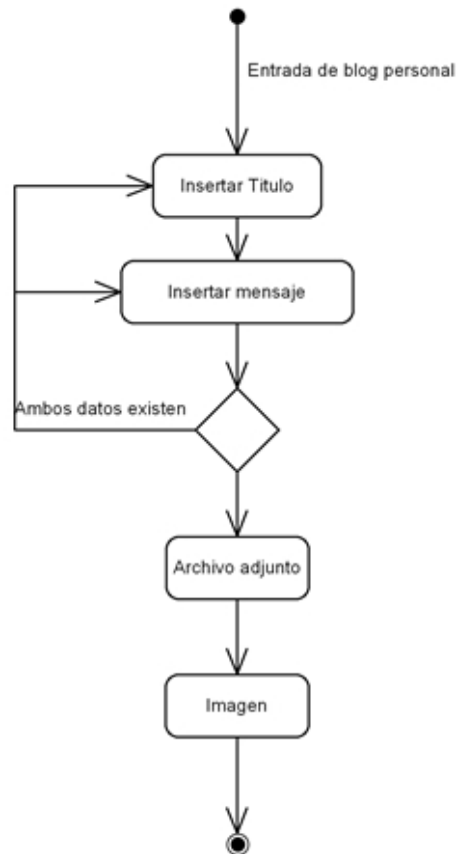 Entrada de blog personal
Insertar Titulo
Insertar mensaje
Ambos datos existen
Archivo adjunto
Imagen